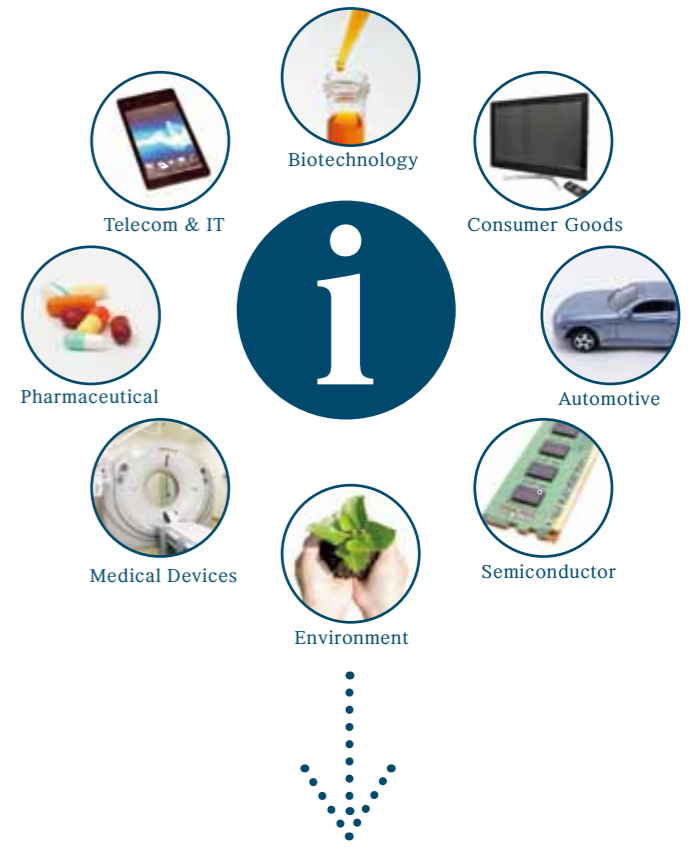 Biotechnology
Telecom & IT
Consumer Goods
i
Pharmaceutical
Automotive
Medical Devices
Semiconductor
Environment